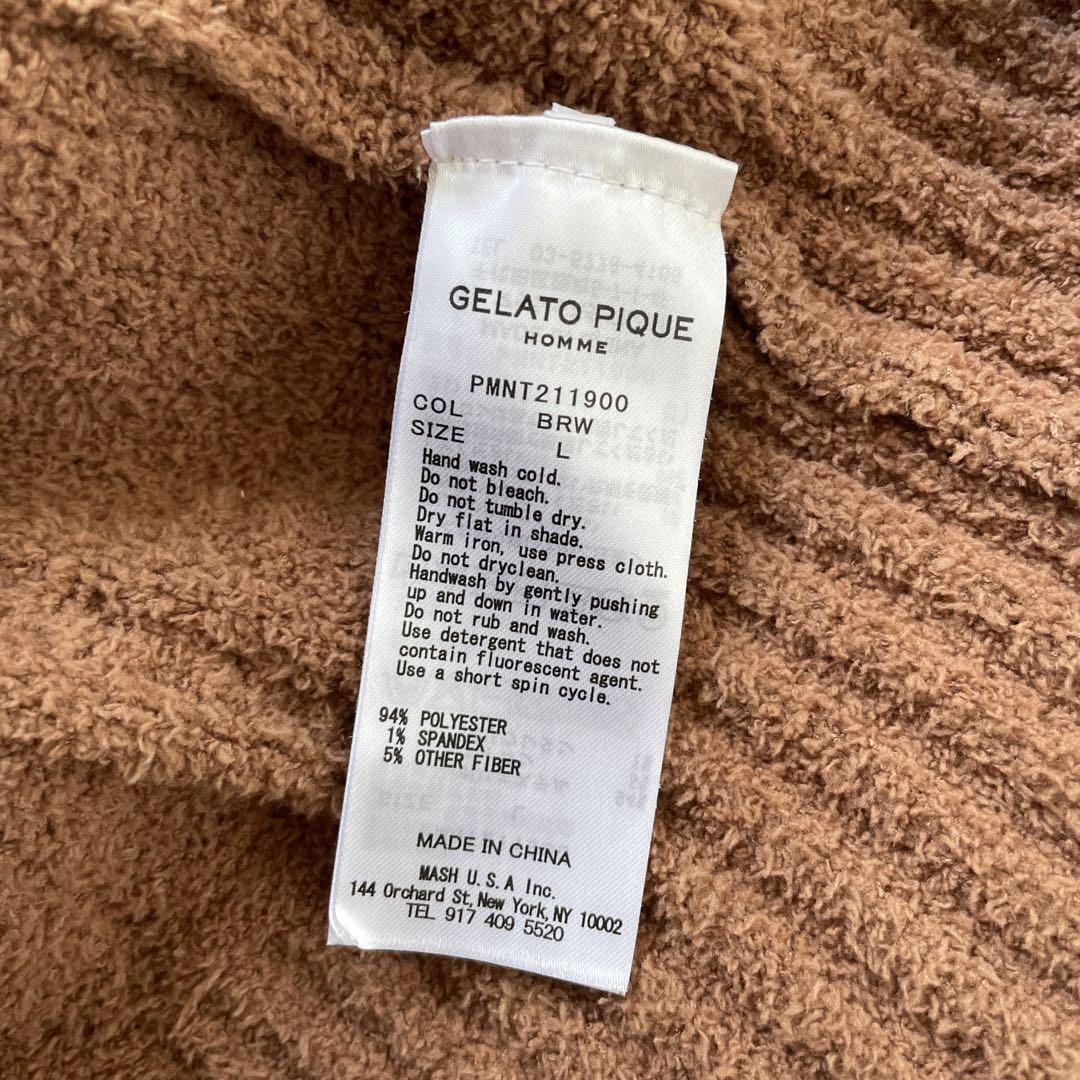 GELATO PIQUE
HOMME
PMNT211900
COL BRW
SIZE L
Hand wash cold.
Do not bleach.
Do not tumble dry.
Dry flat in shade.
Warm iron, use press cloth.
Do not dryclean.
Handwash by gently pushing
up and down in water.
Do not rub and wash.
Use detergent that does not
contain fluorescent agent.
Use a short spin cycle.
94% POLYESTER
1% SPANDEX
5% OTHER FIBER
MADE IN CHINA
MASH U.S.A Inc.
144 Orchard St, New York, NY 10002
TEL 917 409 5520